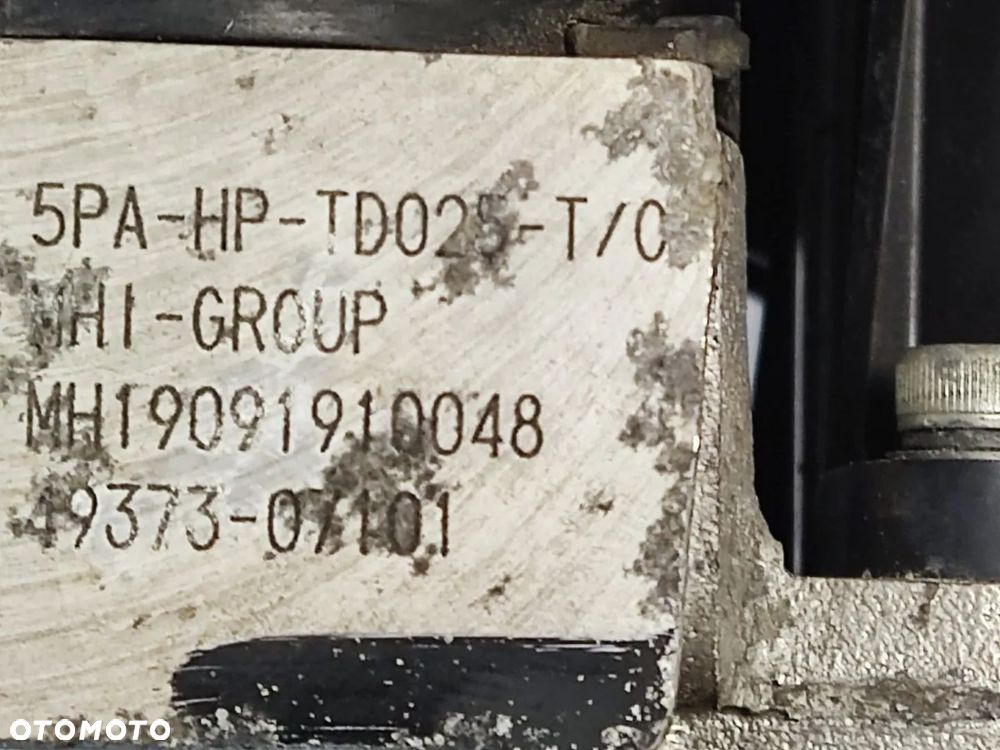 5PA-HP-TD025-T/C
MHI-GROUP
MH19091910048
49373-07101
OTOMOTO